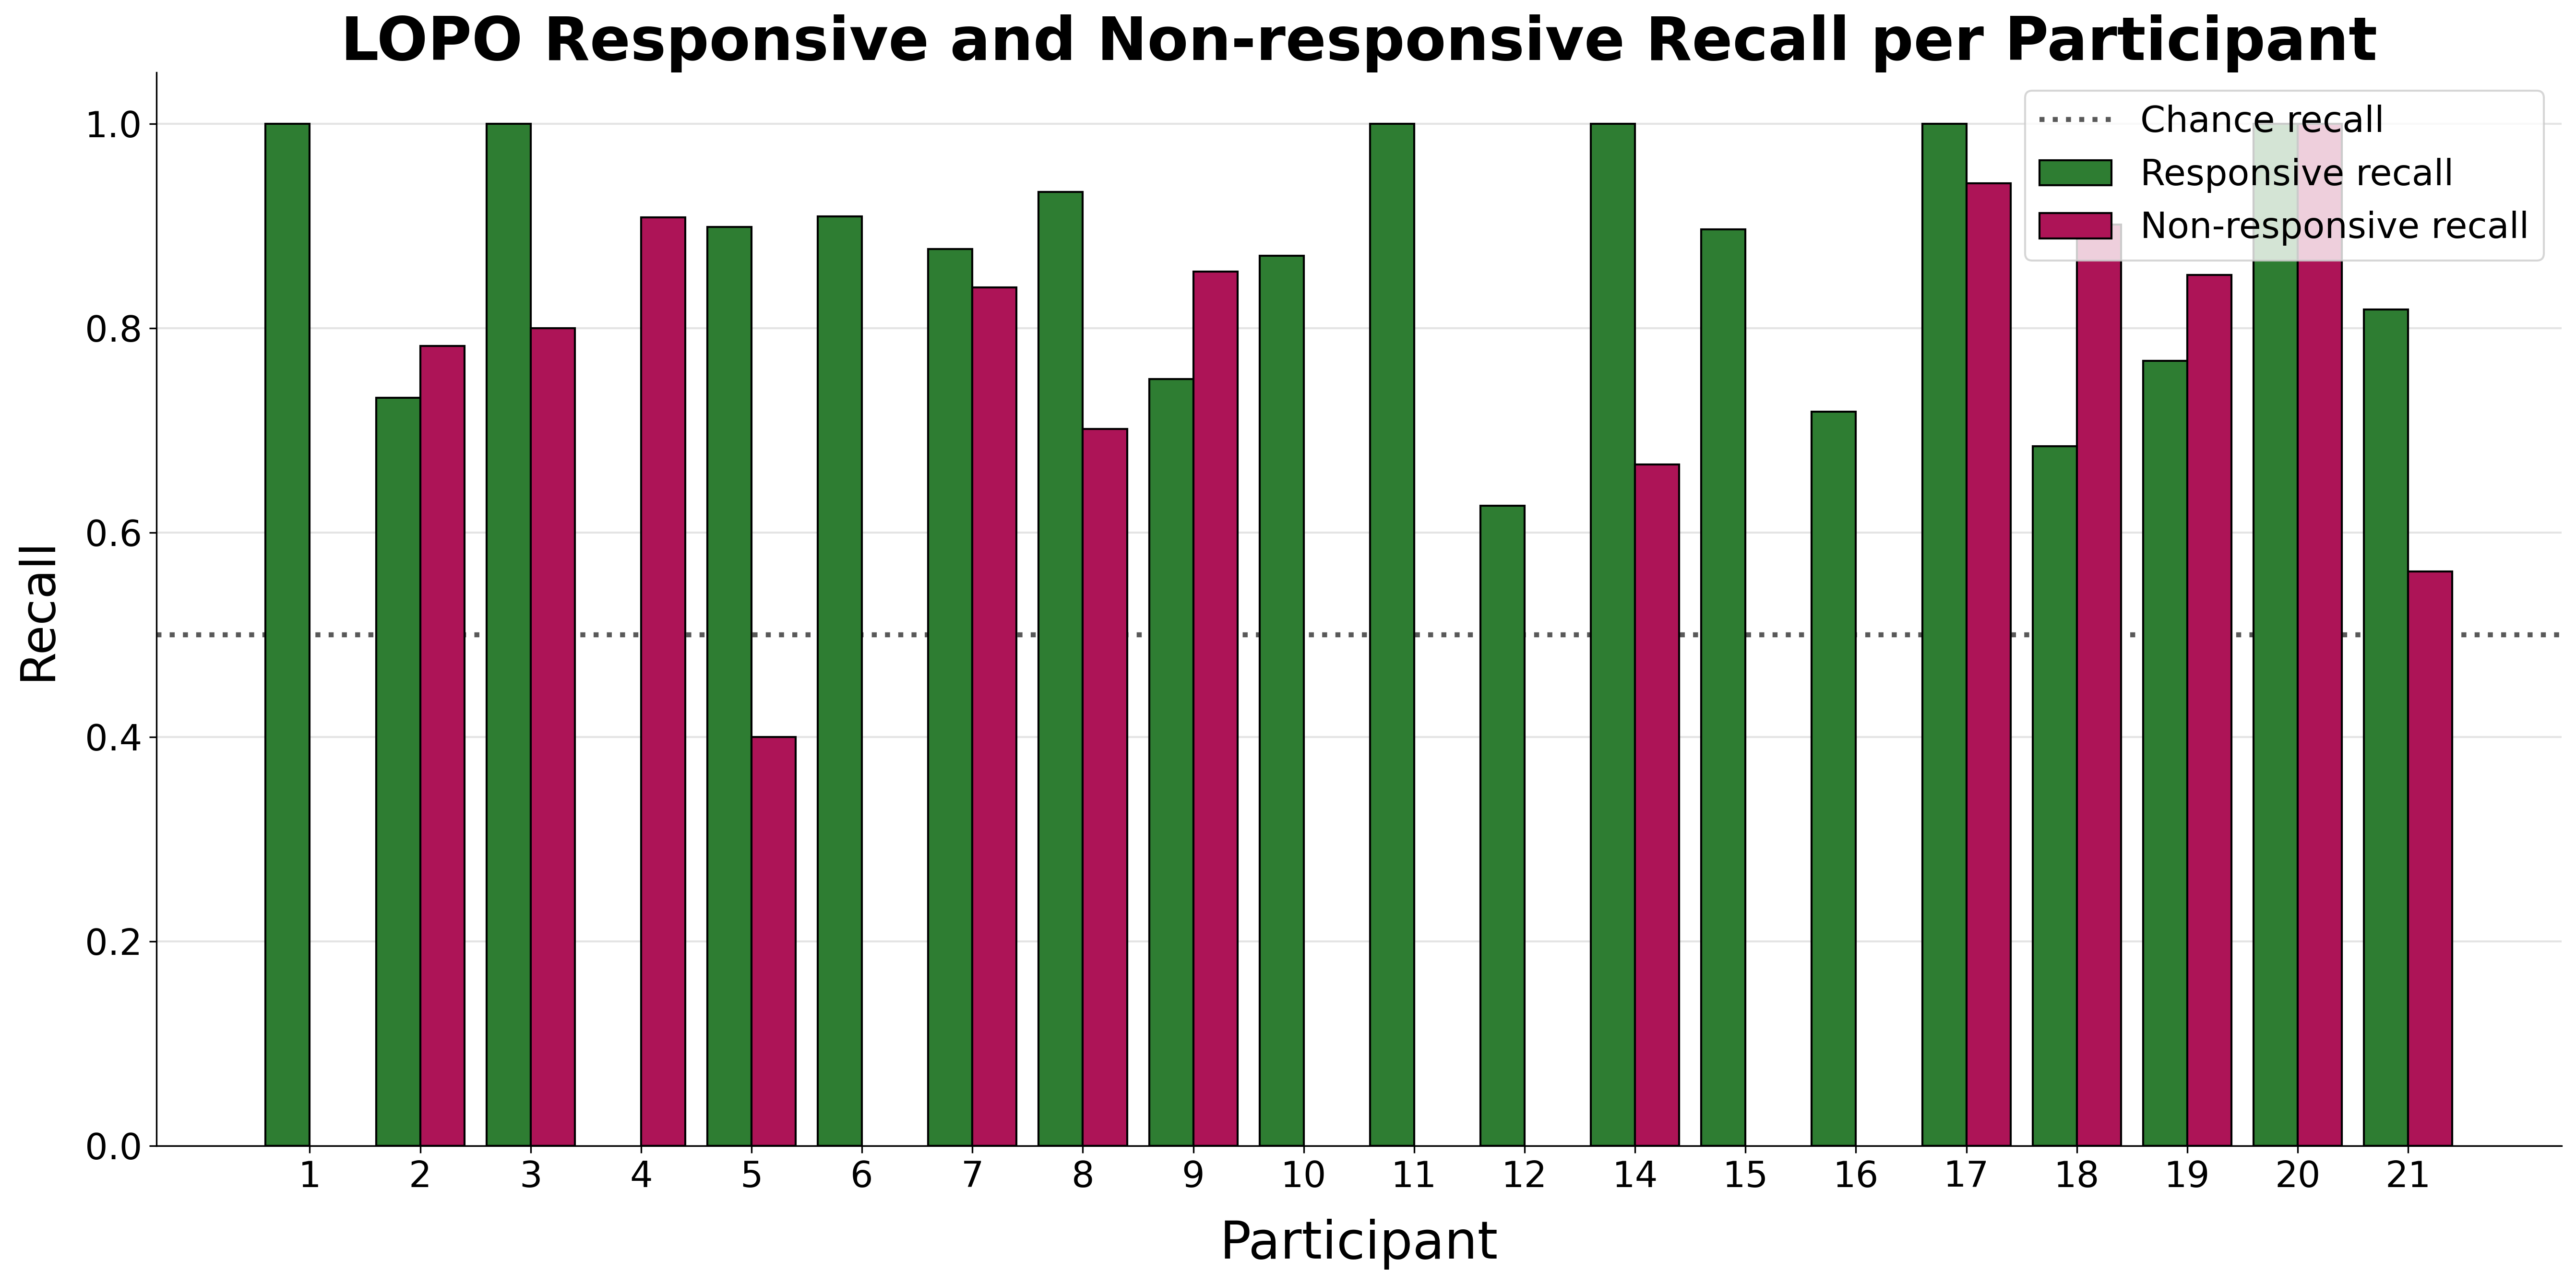 LOPO Responsive and Non-responsive Recall per Participant
Chance recall
Responsive recall
Non-responsive recall
1.0
0.8
0.6
0.4
0.2
0.0
Recall
1 2 3 4 5 6 7 8 9 10 11 12 14 15 16 17 18 19 20 21
Participant